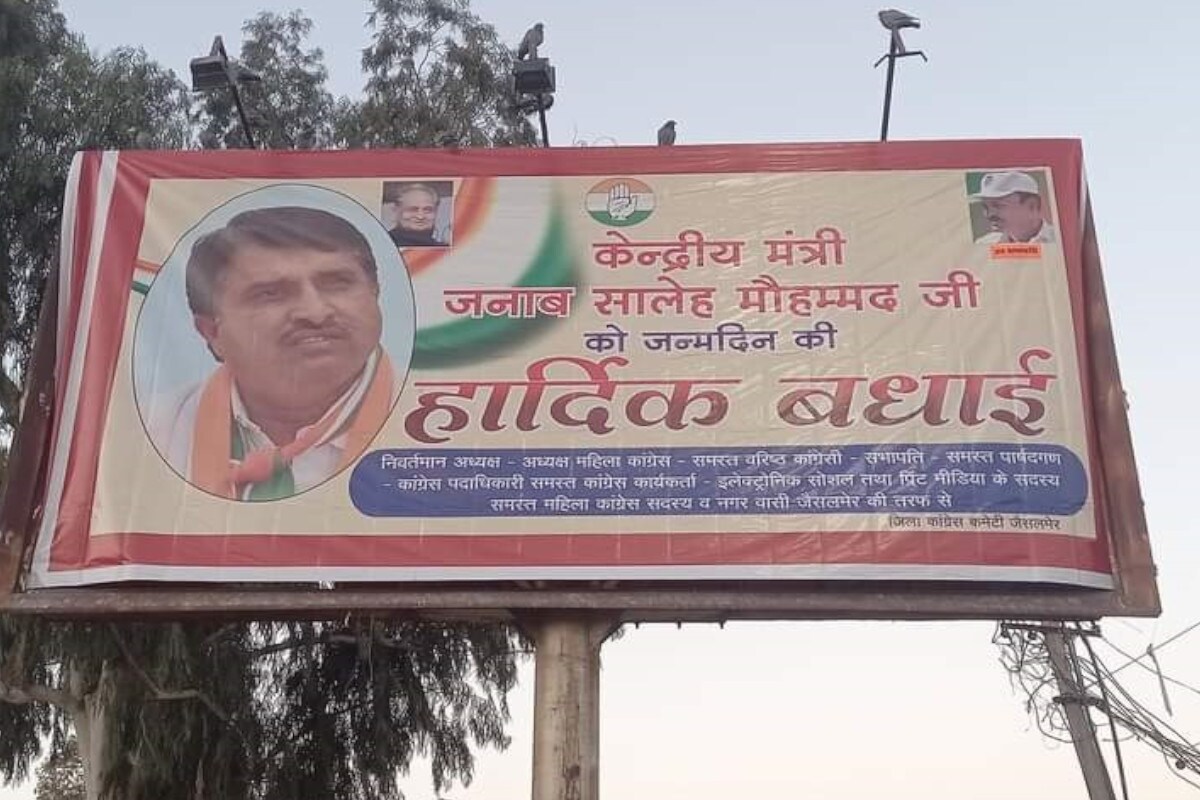 केन्द्रीय मंत्री
जनाब सालेह मौहम्मद जी
को जन्मदिन की
हार्दिक बधाई
निवर्तमान अध्यक्ष - अध्यक्ष महिला कांग्रेस - समस्त वरिष्ठ कांग्रेसी - सभापति - समस्त पार्षदगण
- कांग्रेस पदाधिकारी समस्त कांग्रेस कार्यकर्ता - इलेक्ट्रोनिक सोशल तथा प्रिंट मीडिया के सदस्य
समस्त महिला कांग्रेस सदस्य व नगर वासी जैसलमेर की तरफ से
जिला कांग्रेस कमेटी जैसलमेर